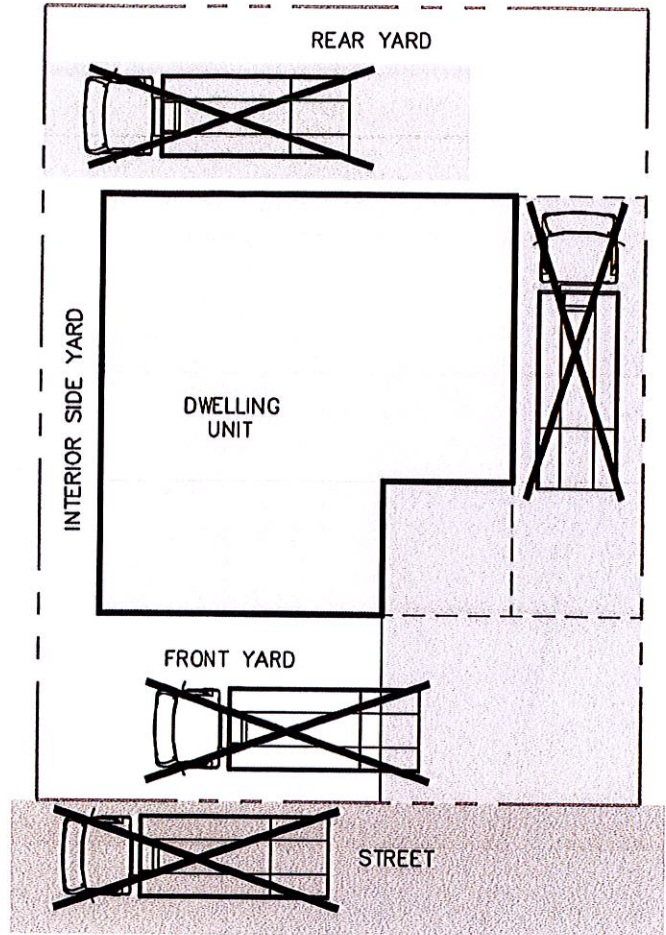 REAR YARD
INTERIOR SIDE YARD
DWELLING
UNIT
FRONT YARD
STREET